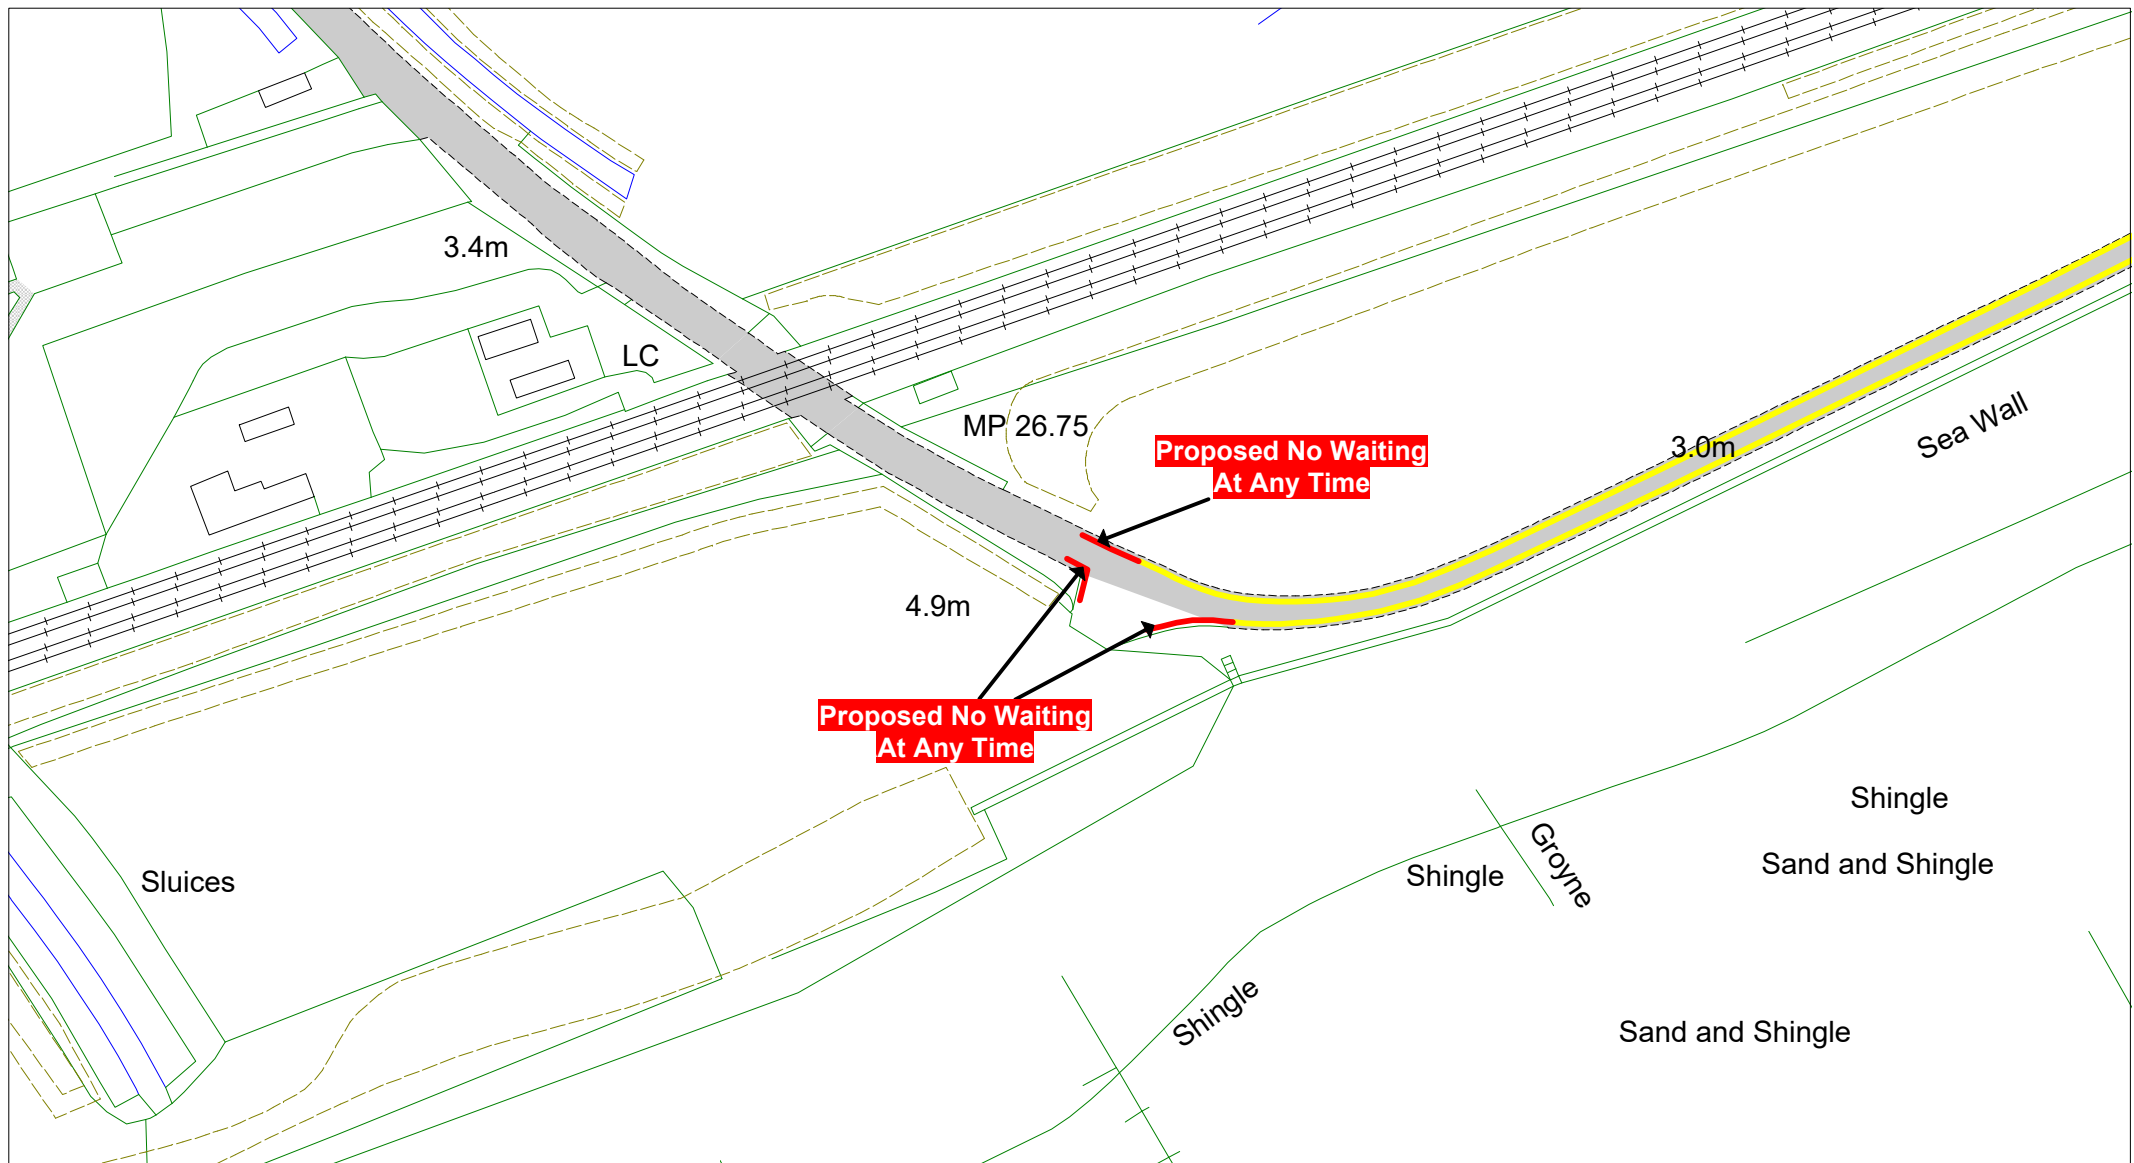 3.4m
LC
MP 26.75
Proposed No Waiting
At Any Time
3.0m
Sea Wall
4.9m
Proposed No Waiting
At Any Time
Shingle
Groyne
Sand and Shingle
Shingle
Sluices
Shingle
Sand and Shingle